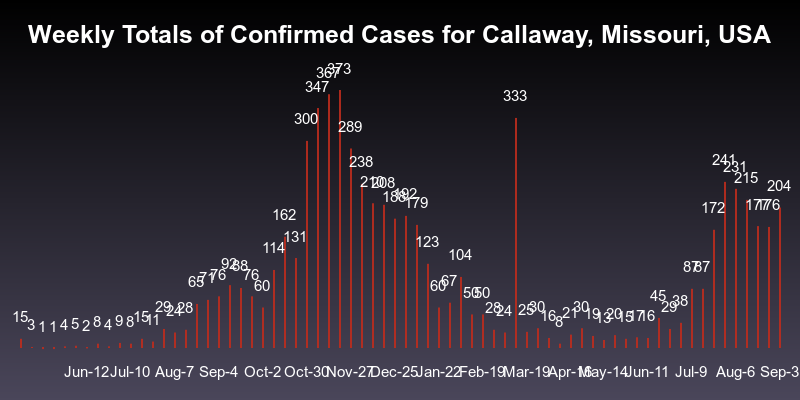 Weekly Totals of Confirmed Cases for Callaway, Missouri, USA
15 3 1 1 4 5 2 8 4 9 8 15 11 29 24 28 65 71 76 92 88 76 60 114 162 131 300 347 367 373 289 238 210 208 188 192 179 123 60 67 104 50 50 28 24 333 25 30 16 8 21 30 19 13 20 15 17 16 45 29 38 87 87 172 241 231 215 177 176 204
Jun-12 Jul-10 Aug-7 Sep-4 Oct-2 Oct-30 Nov-27 Dec-25 Jan-22 Feb-19 Mar-19 Apr-16 May-14 Jun-11 Jul-9 Aug-6 Sep-3